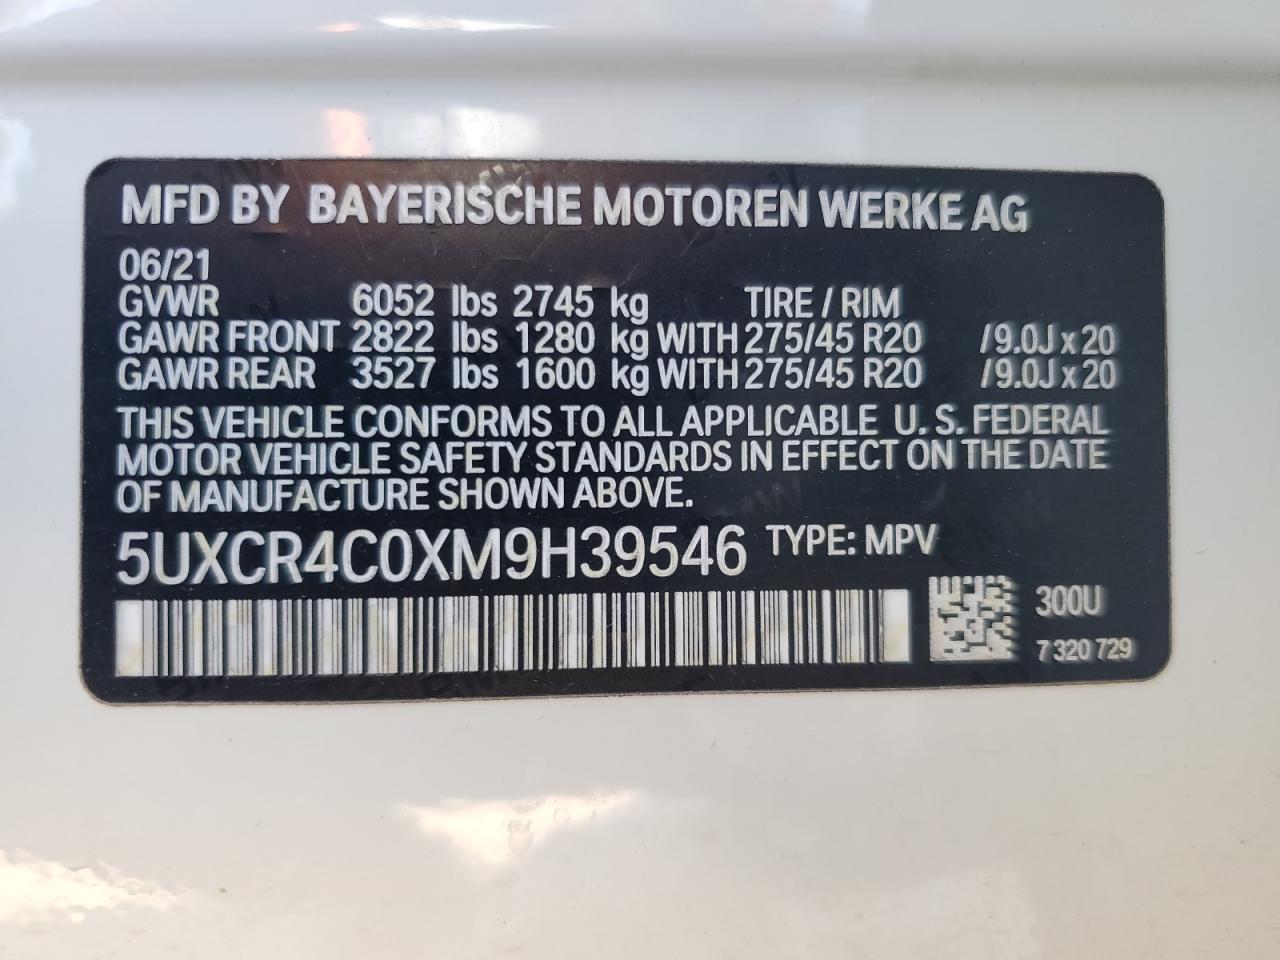 MFD BY BAYERISCHE MOTOREN WERKE AG
06/21
GVWR 6052 lbs 2745 kg TIRE / RIM
GAWR FRONT 2822 lbs 1280 kg WITH 275/45 R20 / 9.0J x 20
GAWR REAR 3527 lbs 1600 kg WITH 275/45 R20 / 9.0J x 20
THIS VEHICLE CONFORMS TO ALL APPLICABLE U. S. FEDERAL
MOTOR VEHICLE SAFETY STANDARDS IN EFFECT ON THE DATE
OF MANUFACTURE SHOWN ABOVE.
5UXCR4C0XM9H39546 TYPE: MPV
300U
7 320 729